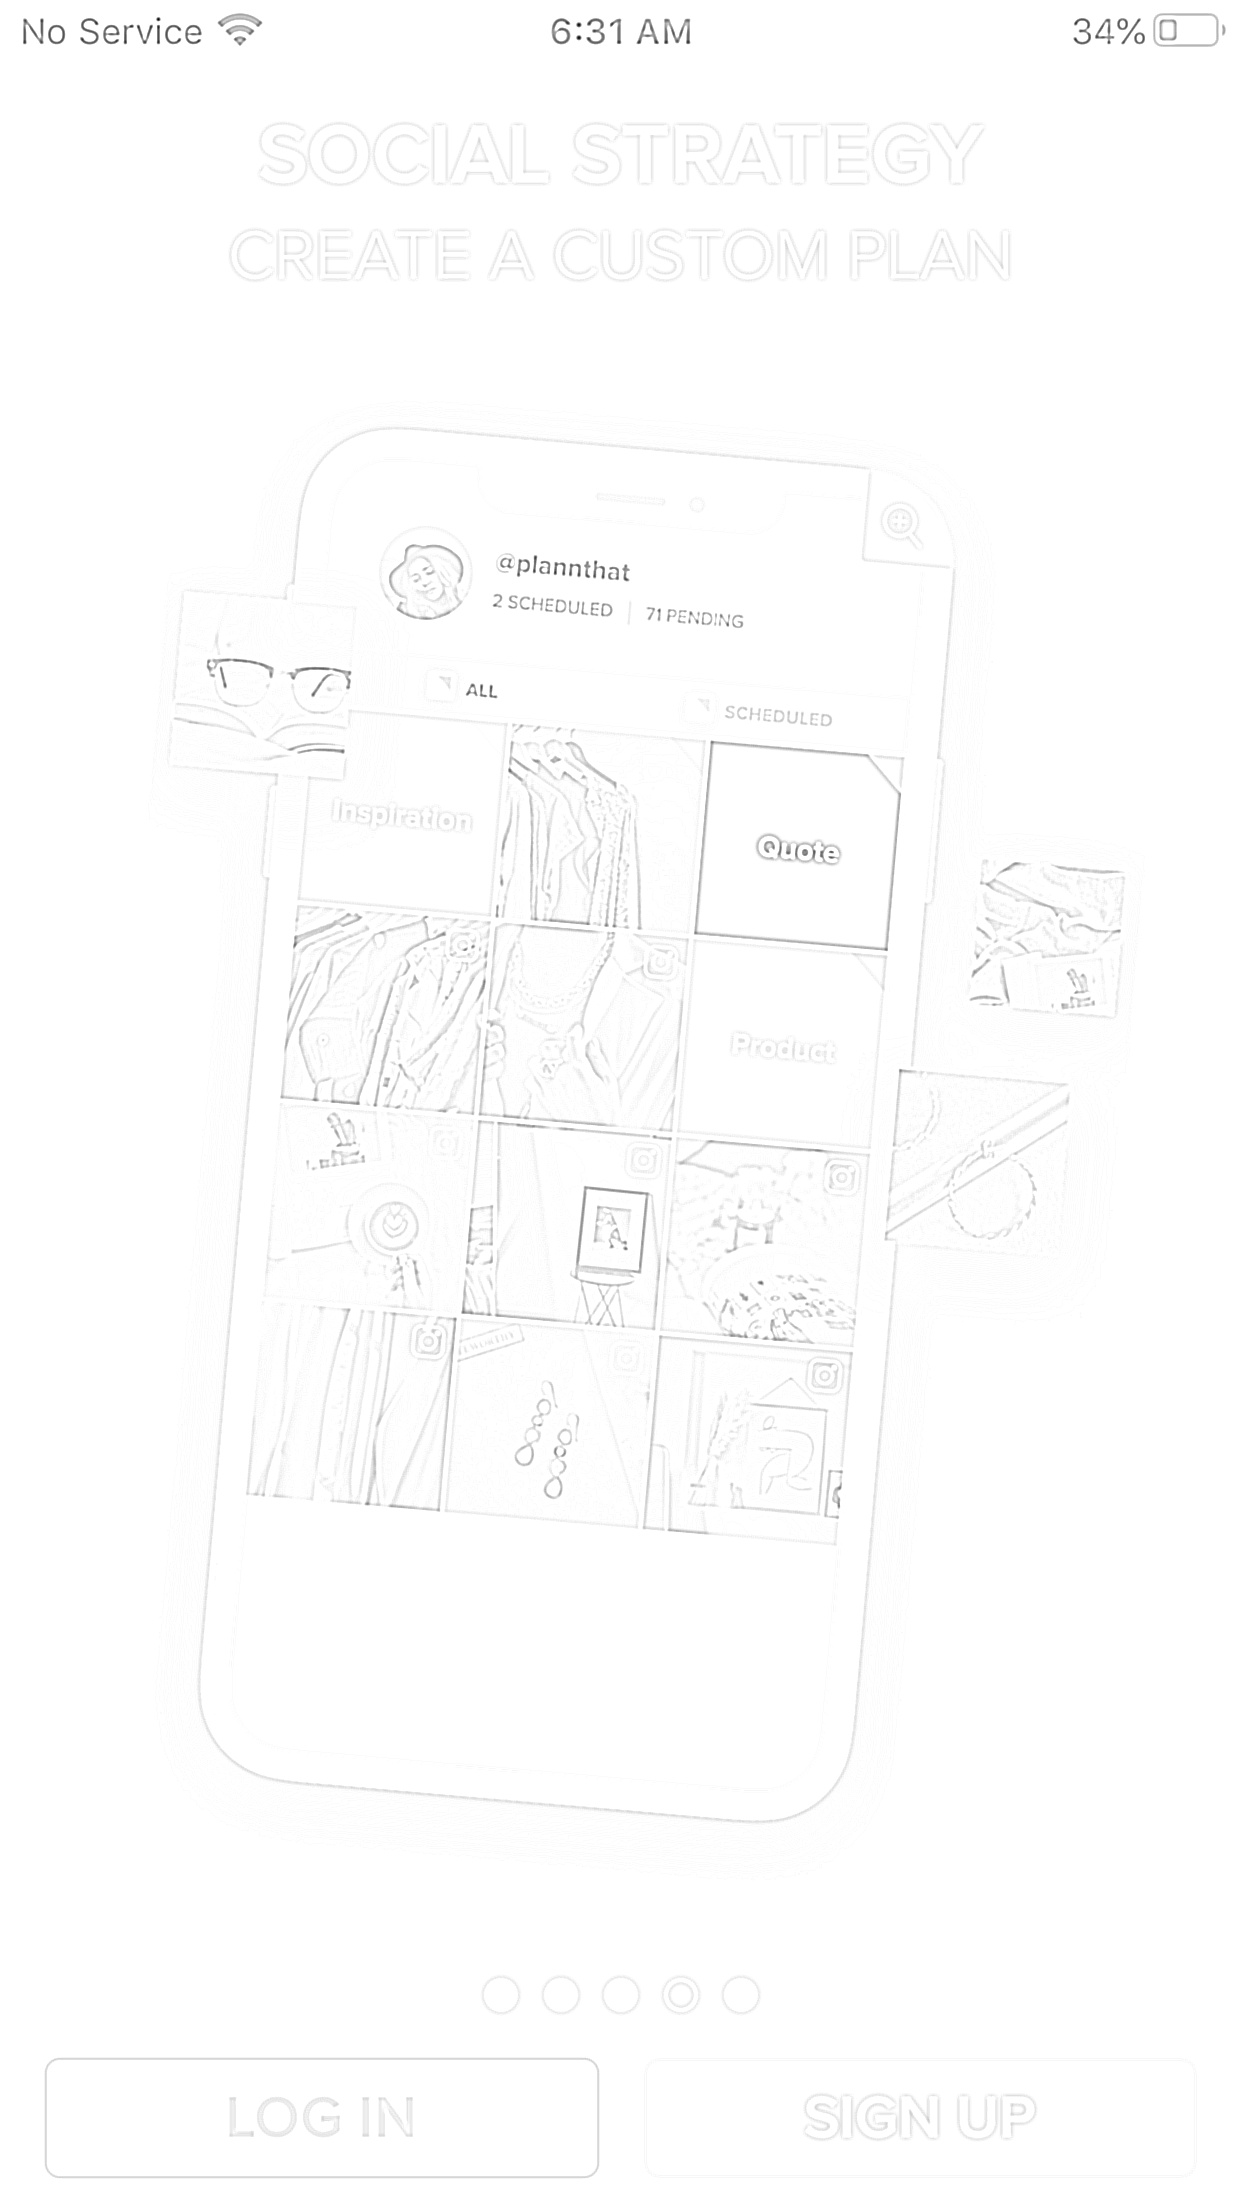 No Service 6:31 AM 34%
SOCIAL STRATEGY
CREATE A CUSTOM PLAN
@plannthat
2 SCHEDULED | 71 PENDING
ALL SCHEDULED
Inspiration
Quote
Product
LOG IN SIGN UP